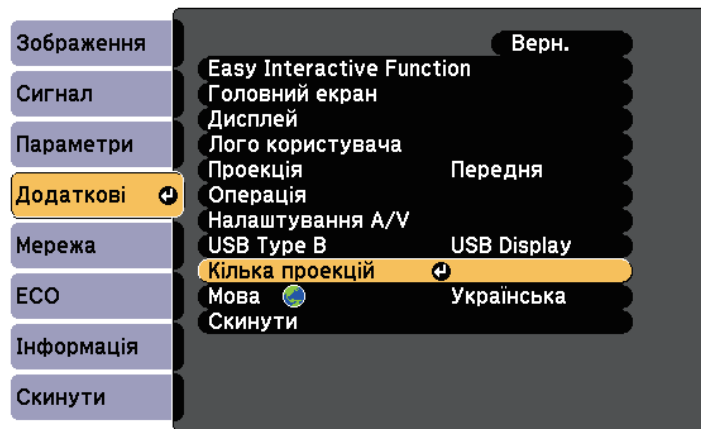 Зображення
Сигнал
Параметри
Додаткові
Мережа
ECO
Інформація
Скинути
Верн.
Easy Interactive Function
Головний екран
Дисплей
Лого користувача
Проекція Передня
Операція
Налаштування A/V
USB Type B USB Display
Кілька проекцій
Мова Українська
Скинути